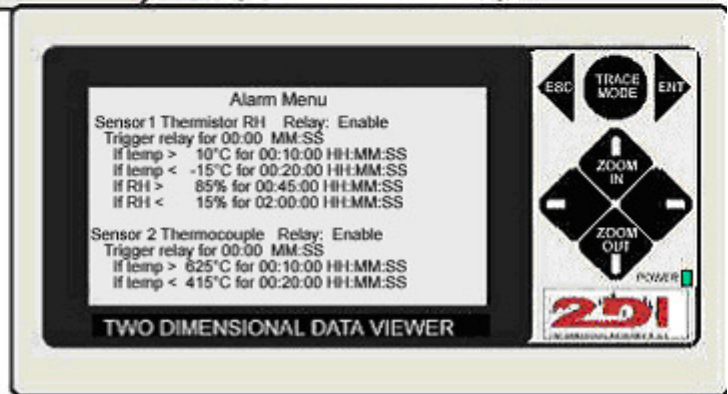 Alarm Menu
Sensor1 Thermistor RH Relay: Enable
Trigger relay for 00:00 MM:SS
If temp > 10°C for 00:10:00 HH:MM:SS
If temp < -15°C for 00:20:00 HH:MM:SS
If RH > 85% for 00:45:00 HH:MM:SS
If RH < 15% for 02:00:00 HH:MM:SS
Sensor 2 Thermocouple Relay: Enable
Trigger relay for 00:00 MM:SS
If temp > 625°C for 00:10:00 HH:MM:SS
If temp < 415°C for 00:20:00 HH:MM:SS
TWO DIMENSIONAL DATA VIEWER
ESC
TRACE
MODE
ENT
ZOOM
IN
ZOOM
OUT
POWER
2DI